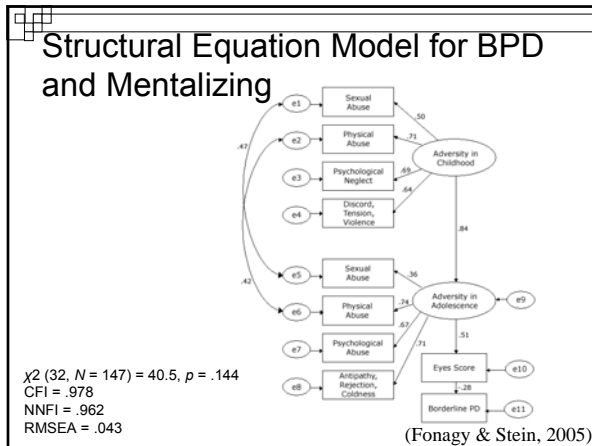 Structural Equation Model for BPD
and Mentalizing
e1
Sexual
Abuse
.50
e2
Physical
Abuse
.71
Adversity in
Childhood
.47
e3
Psychological
Neglect
.69
e4
Discord,
Tension,
Violence
.64
.84
e5
Sexual
Abuse
.36
.42
e6
Physical
Abuse
.74
Adversity in
Adolescence
e9
e7
Psychological
Abuse
.67
.51
e8
Antipathy,
Rejection,
Coldness
.71
Eyes Score
e10
-.28
Borderline PD
e11
χ2 (32, N = 147) = 40.5, p = .144
CFI = .978
NNFI = .962
RMSEA = .043
(Fonagy & Stein, 2005)